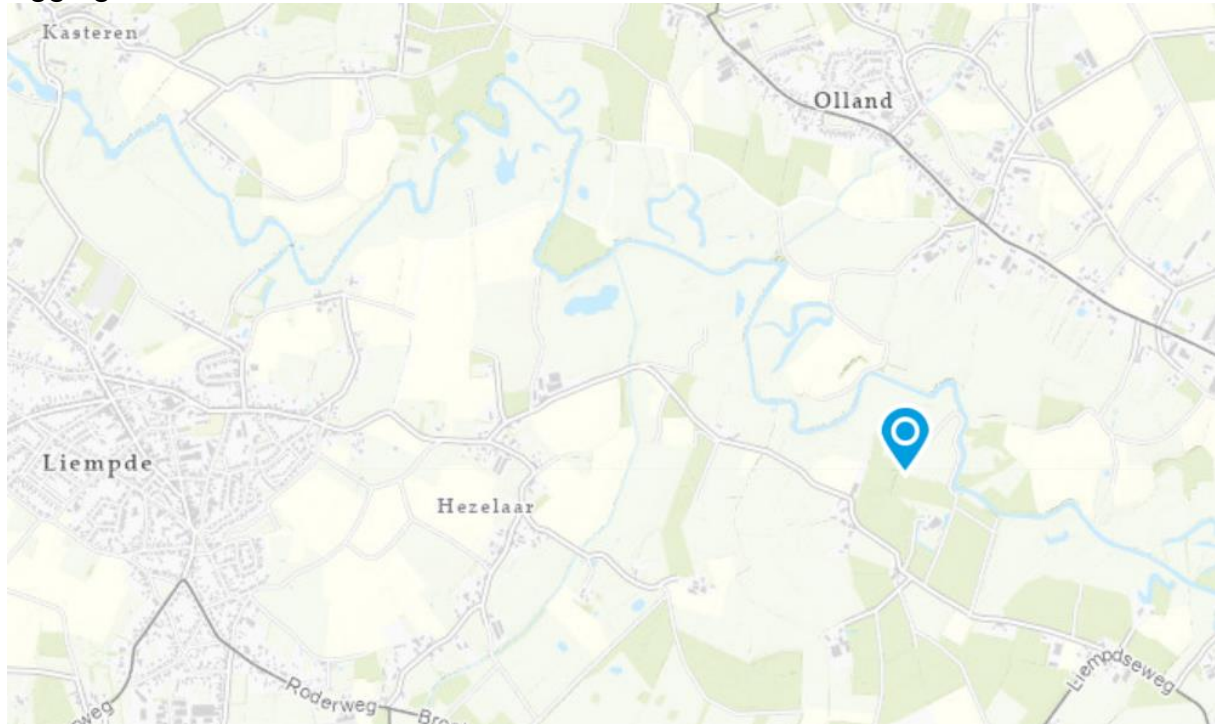 Kasteren
Olland
Liempde
Hezelaar
Liempdseweg
Roderweg